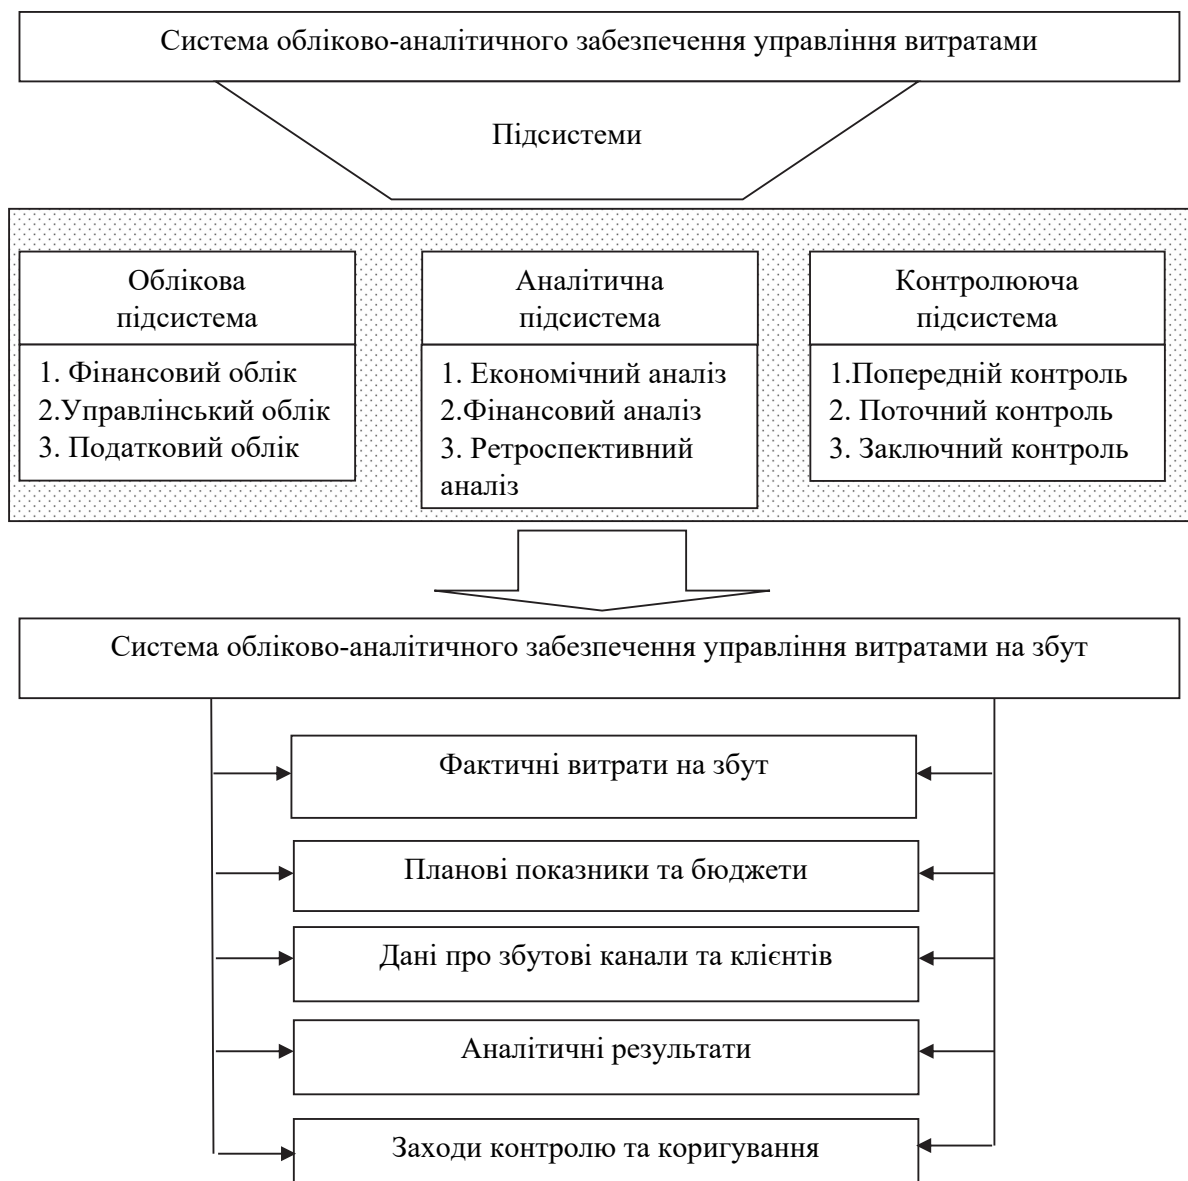 Система обліково-аналітичного забезпечення управління витратами
Підсистеми
Облікова
підсистема
1. Фінансовий облік
2.Управлінський облік
3. Податковий облік
Аналітична
підсистема
1. Економічний аналіз
2.Фінансовий аналіз
3. Ретроспективний
аналіз
Контролююча
підсистема
1.Попередній контроль
2. Поточний контроль
3. Заключний контроль
Система обліково-аналітичного забезпечення управління витратами на збут
Фактичні витрати на збут
Планові показники та бюджети
Дані про збутові канали та клієнтів
Аналітичні результати
Заходи контролю та коригування